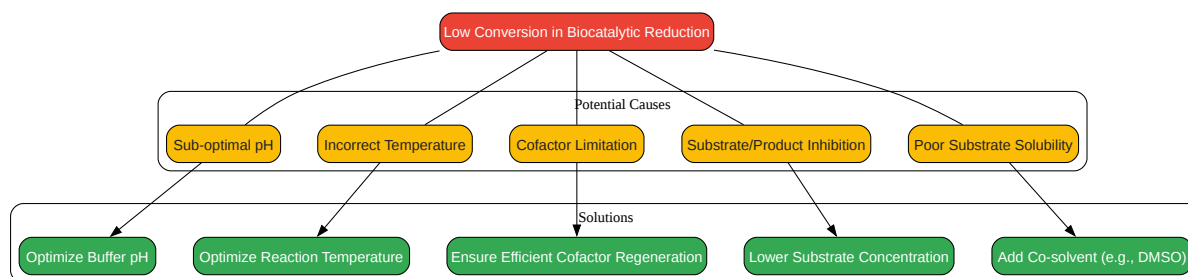 Low Conversion in Biocatalytic Reduction
Potential Causes
Sub-optimal pH
Incorrect Temperature
Cofactor Limitation
Substrate/Product Inhibition
Poor Substrate Solubility
Solutions
Optimize Buffer pH
Optimize Reaction Temperature
Ensure Efficient Cofactor Regeneration
Lower Substrate Concentration
Add Co-solvent (e.g., DMSO)